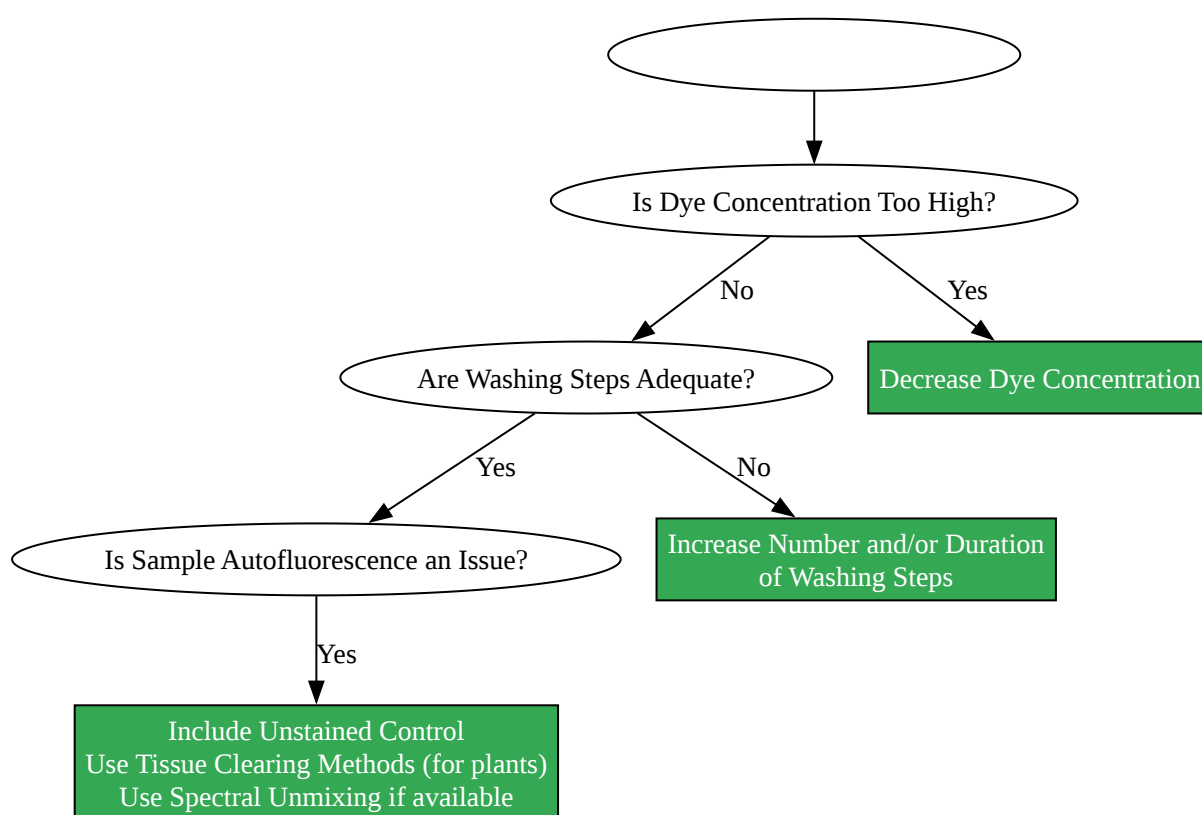 Is Dye Concentration Too High?
No
Yes
Are Washing Steps Adequate?
Decrease Dye Concentration
Yes
No
Is Sample Autofluorescence an Issue?
Increase Number and/or Duration
of Washing Steps
Yes
Include Unstained Control
Use Tissue Clearing Methods (for plants)
Use Spectral Unmixing if available